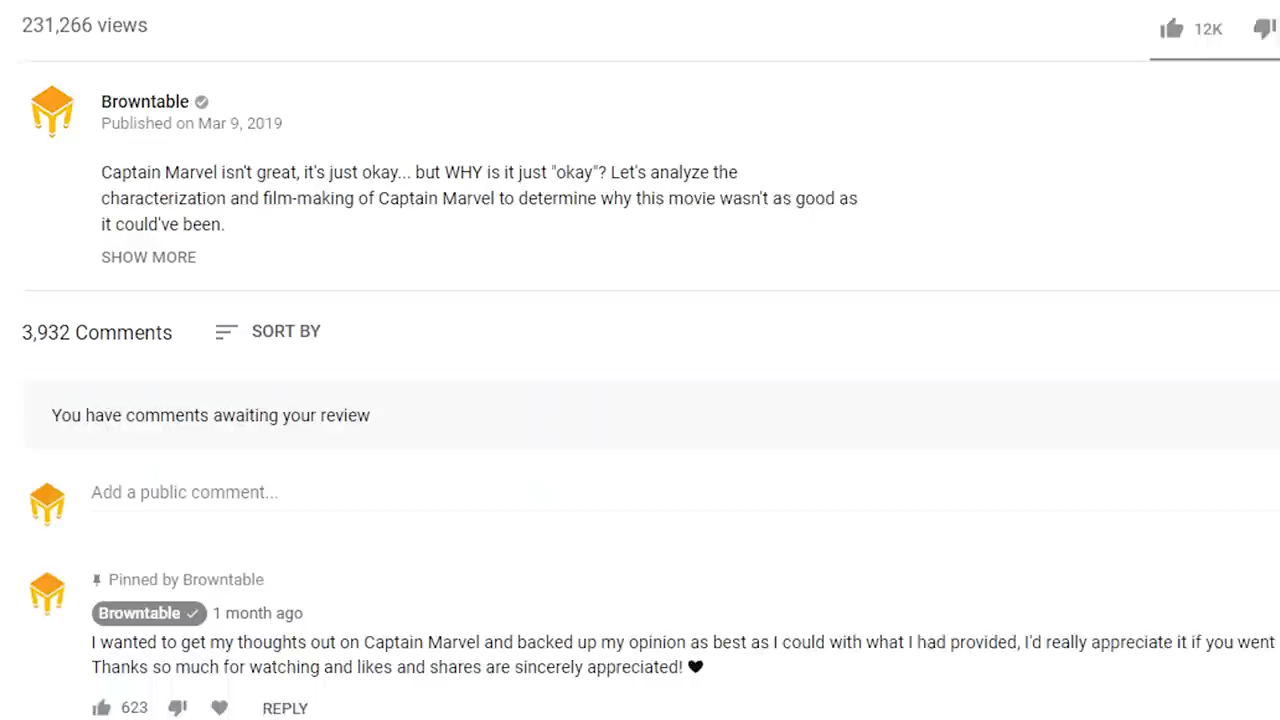 231,266 views
12K
Browntable
Published on Mar 9, 2019
Captain Marvel isn't great, it's just okay... but WHY is it just "okay"? Let's analyze the
characterization and film-making of Captain Marvel to determine why this movie wasn't as good as
it could've been.
SHOW MORE
3,932 Comments
SORT BY
You have comments awaiting your review
Add a public comment...
Pinned by Browntable
Browntable 1 month ago
I wanted to get my thoughts out on Captain Marvel and backed up my opinion as best as I could with what I had provided, I'd really appreciate it if you went
Thanks so much for watching and likes and shares are sincerely appreciated! ♥
623
REPLY